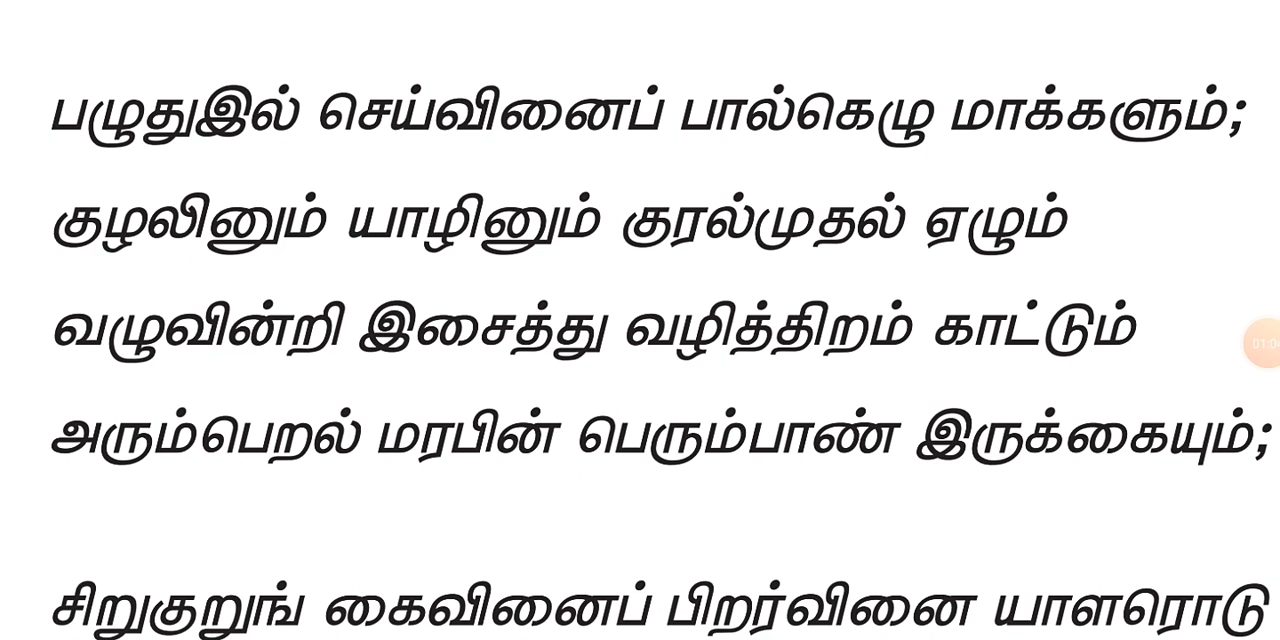 பழுதுஇல் செய்வினைப் பால்கெழு மாக்களும்;
குழலினும் யாழினும் குரல்முதல் ஏழும்
வழுவின்றி இசைத்து வழித்திறம் காட்டும்
அரும்பெறல் மரபின் பெரும்பாண் இருக்கையும்;
சிறுகுறுங் கைவினைப் பிறர்வினை யாளரொடு